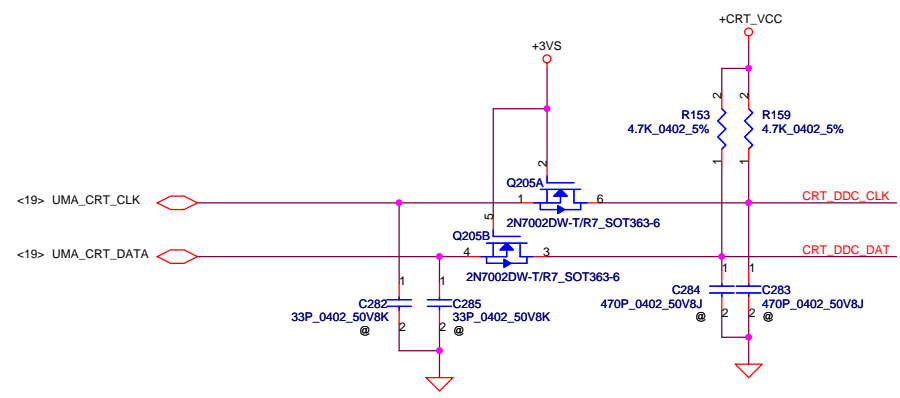 +CRT_VCC
+3VS
2 2
R153 R159
4.7K_0402_5% 4.7K_0402_5%
2
1 1
Q205A
<19> UMA_CRT_CLK 1 6 CRT_DDC_CLK
2N7002DW-T/R7_SOT363-6
5
Q205B
<19> UMA_CRT_DATA 4 3 CRT_DDC_DAT
2N7002DW-T/R7_SOT363-6
1 1 1 1
C282 C285 C284 C283
33P_0402_50V8K 33P_0402_50V8K 470P_0402_50V8J 470P_0402_50V8J
@ 2 2 @ @ 2 2 @